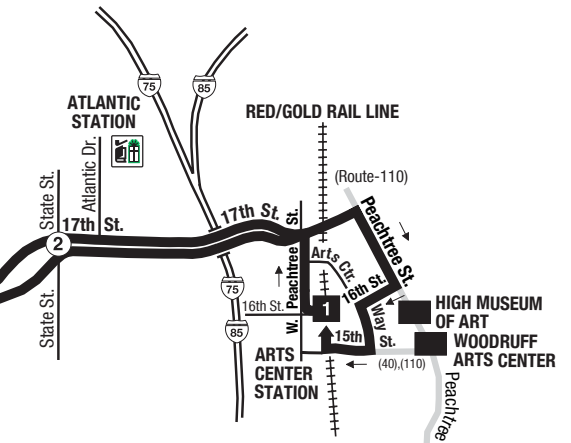 75
85
ATLANTIC
STATION
RED/GOLD RAIL LINE
Atlantic Dr.
State St.
(Route-110)
17th St.
17th St.
Peachtree St.
2
W. Peachtree St.
Arts Ctr.
Way
16th St.
75
16th St.
1
HIGH MUSEUM
OF ART
State St.
85
15th St.
WOODRUFF
ARTS CENTER
ARTS
CENTER
STATION
(40),(110)
Peachtree